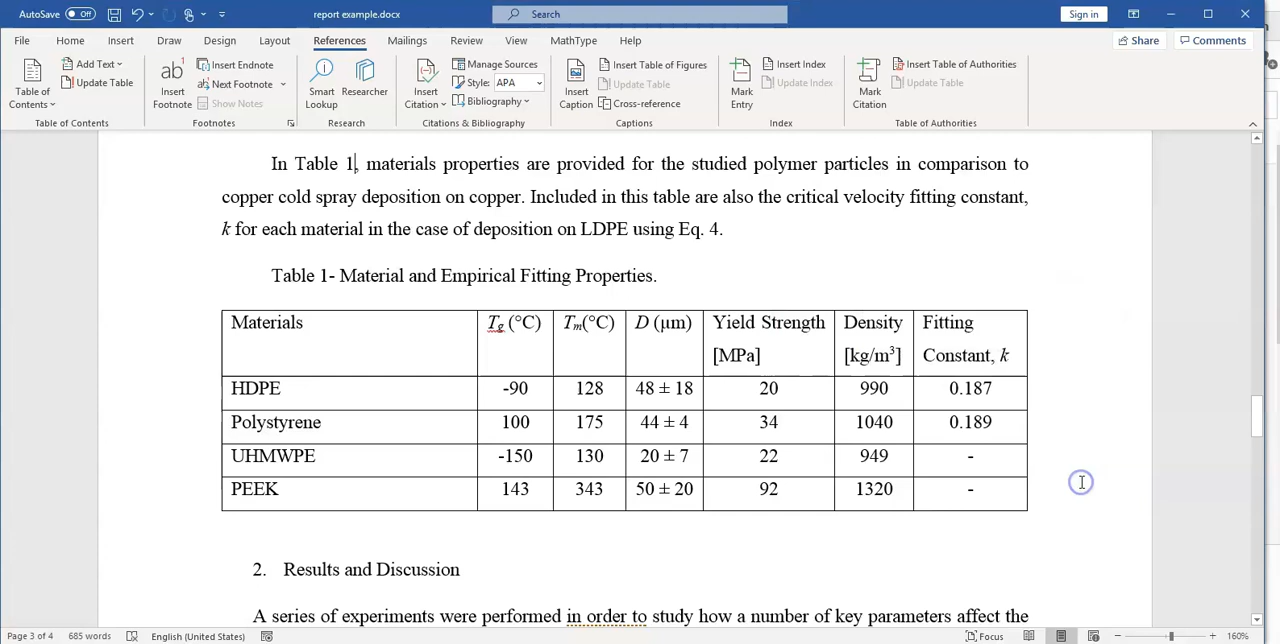 AutoSave Off report example.docx Search Sign in
File Home Insert Draw Design Layout References Mailings Review View MathType Help Share Comments
Table of Contents Add Text Update Table Table of Contents
Insert Footnote Insert Endnote Next Footnote Show Notes Footnotes
Smart Lookup Researcher Research
Insert Citation Manage Sources Style: APA Bibliography Citations & Bibliography
Insert Caption Insert Table of Figures Update Table Cross-reference Captions
Mark Entry Insert Index Update Index Index
Mark Citation Insert Table of Authorities Update Table Table of Authorities
In Table 1, materials properties are provided for the studied polymer particles in comparison to
copper cold spray deposition on copper. Included in this table are also the critical velocity fitting constant,
k for each material in the case of deposition on LDPE using Eq. 4.
Table 1- Material and Empirical Fitting Properties.
Materials Tg (°C) Tm(°C) D (µm) Yield Strength Density Fitting
[MPa] [kg/m³] Constant, k
HDPE -90 128 48 ± 18 20 990 0.187
Polystyrene 100 175 44 ± 4 34 1040 0.189
UHMWPE -150 130 20 ± 7 22 949 -
PEEK 143 343 50 ± 20 92 1320 -
2. Results and Discussion
A series of experiments were performed in order to study how a number of key parameters affect the
Page 3 of 4 685 words English (United States) Focus 160%